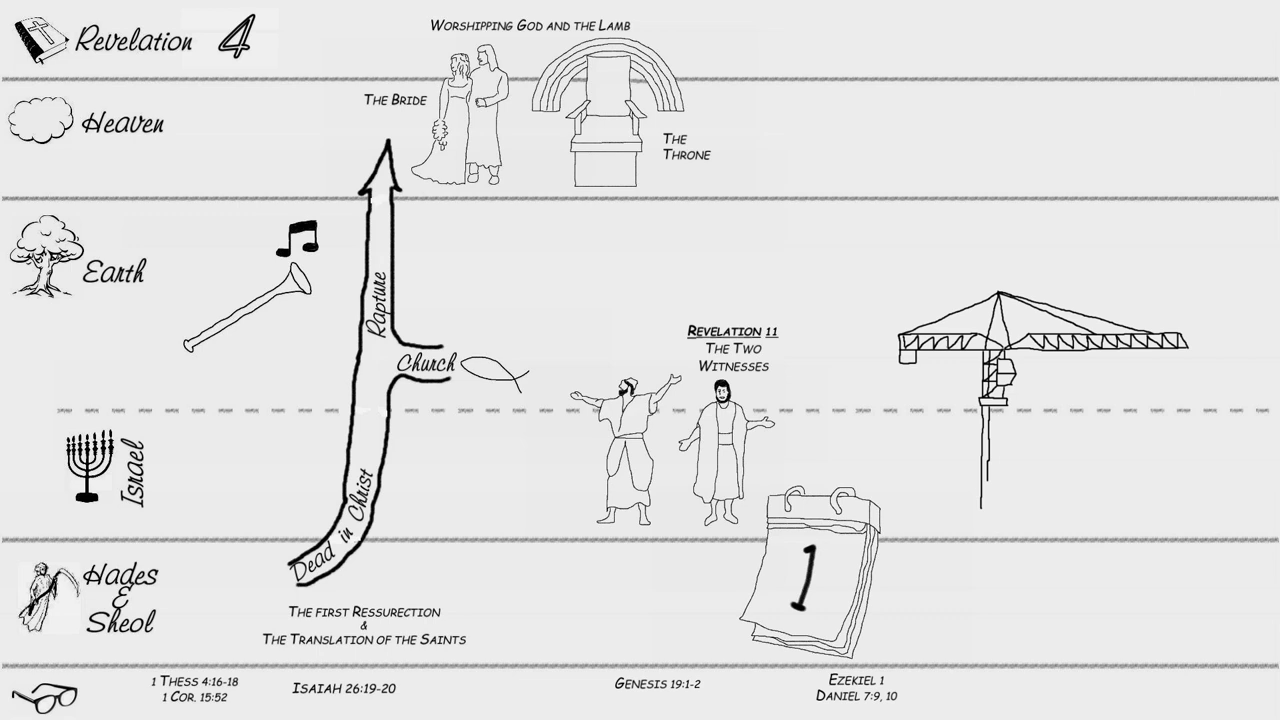 Revelation 4
WORSHIPPING GOD AND THE LAMB
Heaven
THE BRIDE
THE
THRONE
Earth
Rapture
Church
REVELATION 11
THE TWO
WITNESSES
Israel
Dead in Christ
1
Hades
&
Sheol
THE FIRST RESSURECTION
&
THE TRANSLATION OF THE SAINTS
1 THESS 4:16-18
1 COR. 15:52
ISAIAH 26:19-20
GENESIS 19:1-2
EZEKIEL 1
DANIEL 7:9, 10